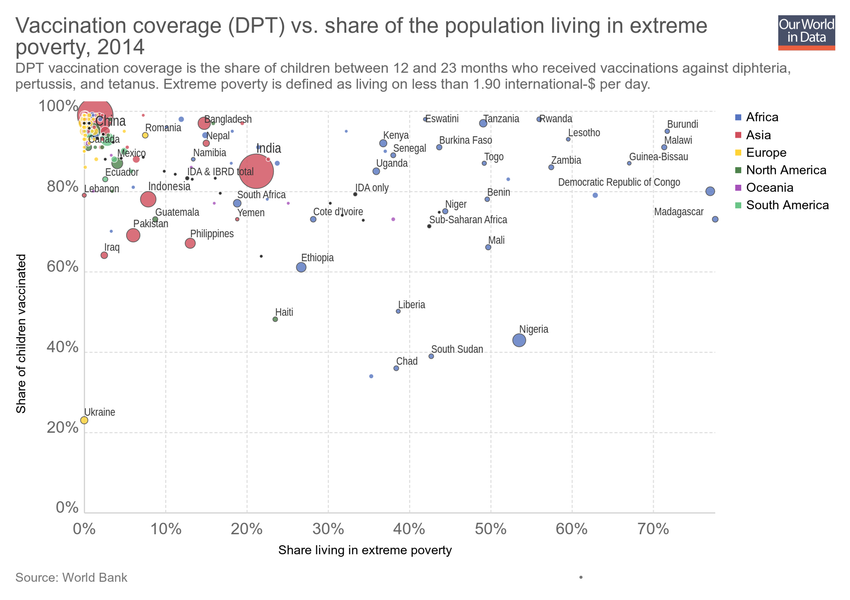 Vaccination coverage (DPT) vs. share of the population living in extreme
poverty, 2014
Our World
in Data
DPT vaccination coverage is the share of children between 12 and 23 months who received vaccinations against diphteria,
pertussis, and tetanus. Extreme poverty is defined as living on less than 1.90 international-$ per day.
100%
80%
60%
40%
20%
0%
Share of children vaccinated
China
Canada
Romania
Bangladesh
Nepal
Mexico
Namibia
India
Ecuador
IDA & IBRD total
Lebanon
Indonesia
South Africa
Guatemala
Yemen
Pakistan
Philippines
Iraq
Kenya
Senegal
Uganda
IDA only
Cote d'Ivoire
Ethiopia
Haiti
Eswatini
Tanzania
Rwanda
Burkina Faso
Lesotho
Burundi
Malawi
Togo
Zambia
Guinea-Bissau
Democratic Republic of Congo
Benin
Niger
Madagascar
Sub-Saharan Africa
Mali
Liberia
Nigeria
South Sudan
Chad
Ukraine
0%
10%
20%
30%
40%
50%
60%
70%
Share living in extreme poverty
Africa
Asia
Europe
North America
Oceania
South America
Source: World Bank